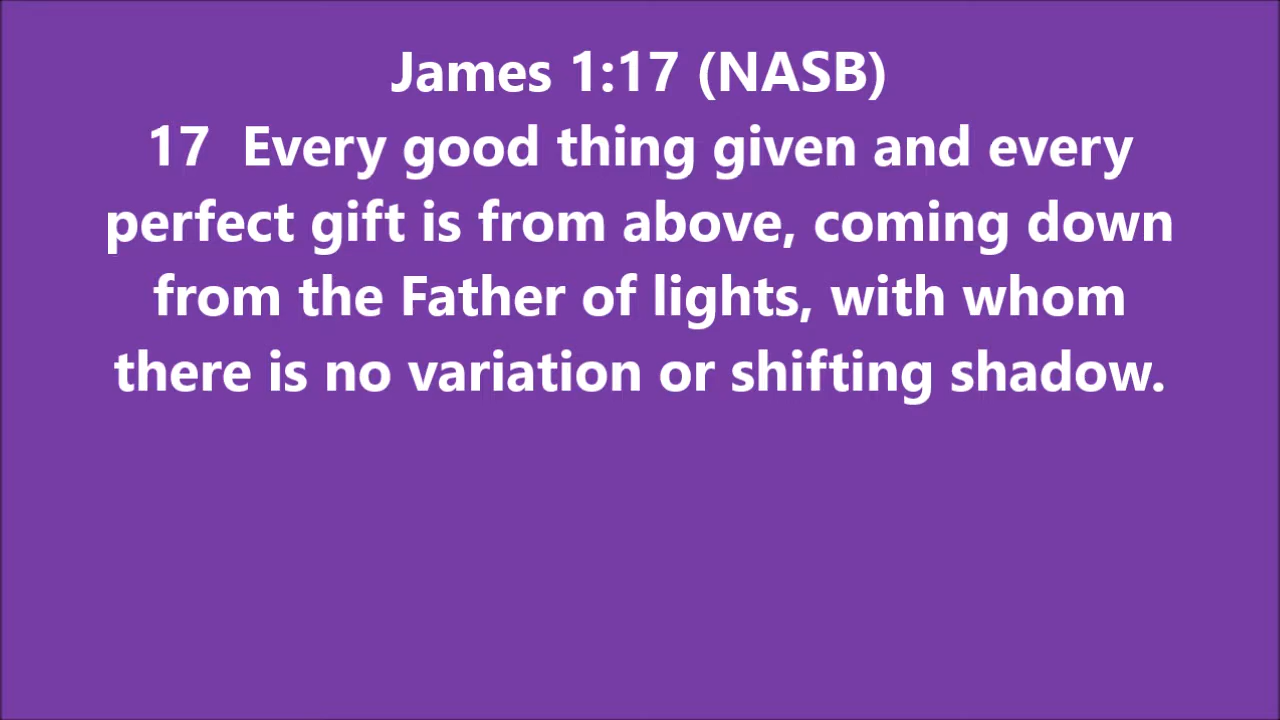 James 1:17 (NASB)
17  Every good thing given and every
perfect gift is from above, coming down
from the Father of lights, with whom
there is no variation or shifting shadow.